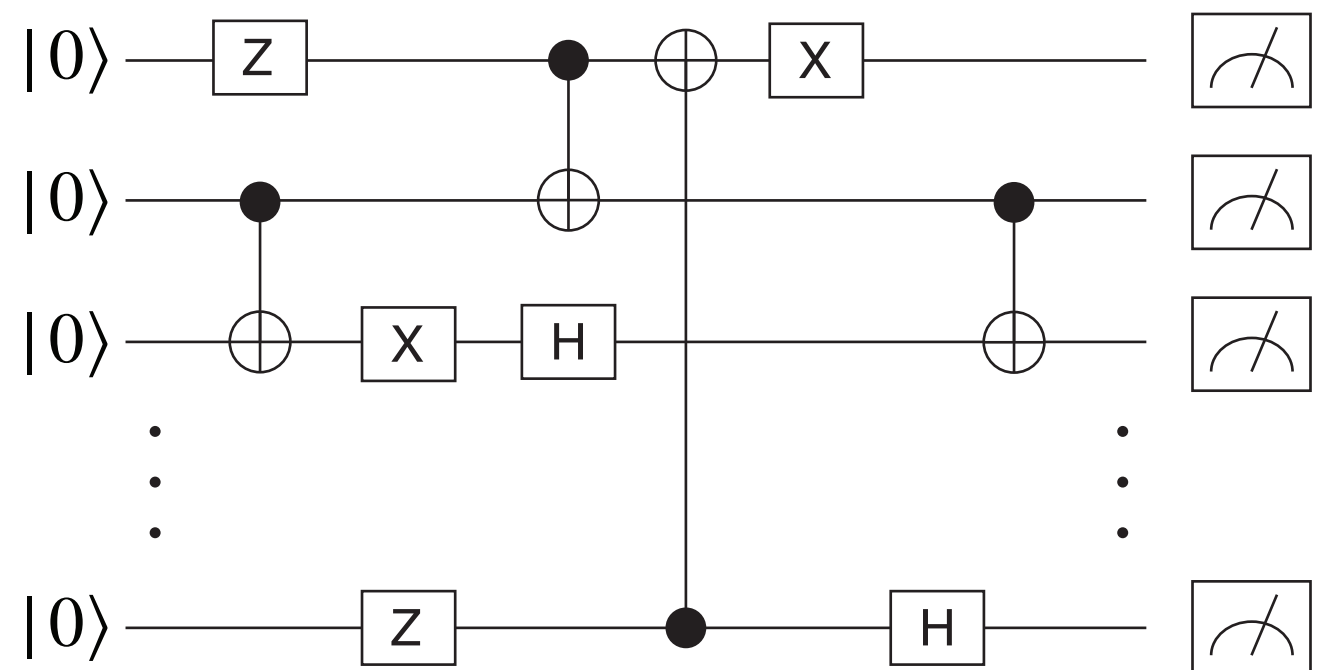 |0⟩ Z X
|0⟩
|0⟩ X H
|0⟩ Z H